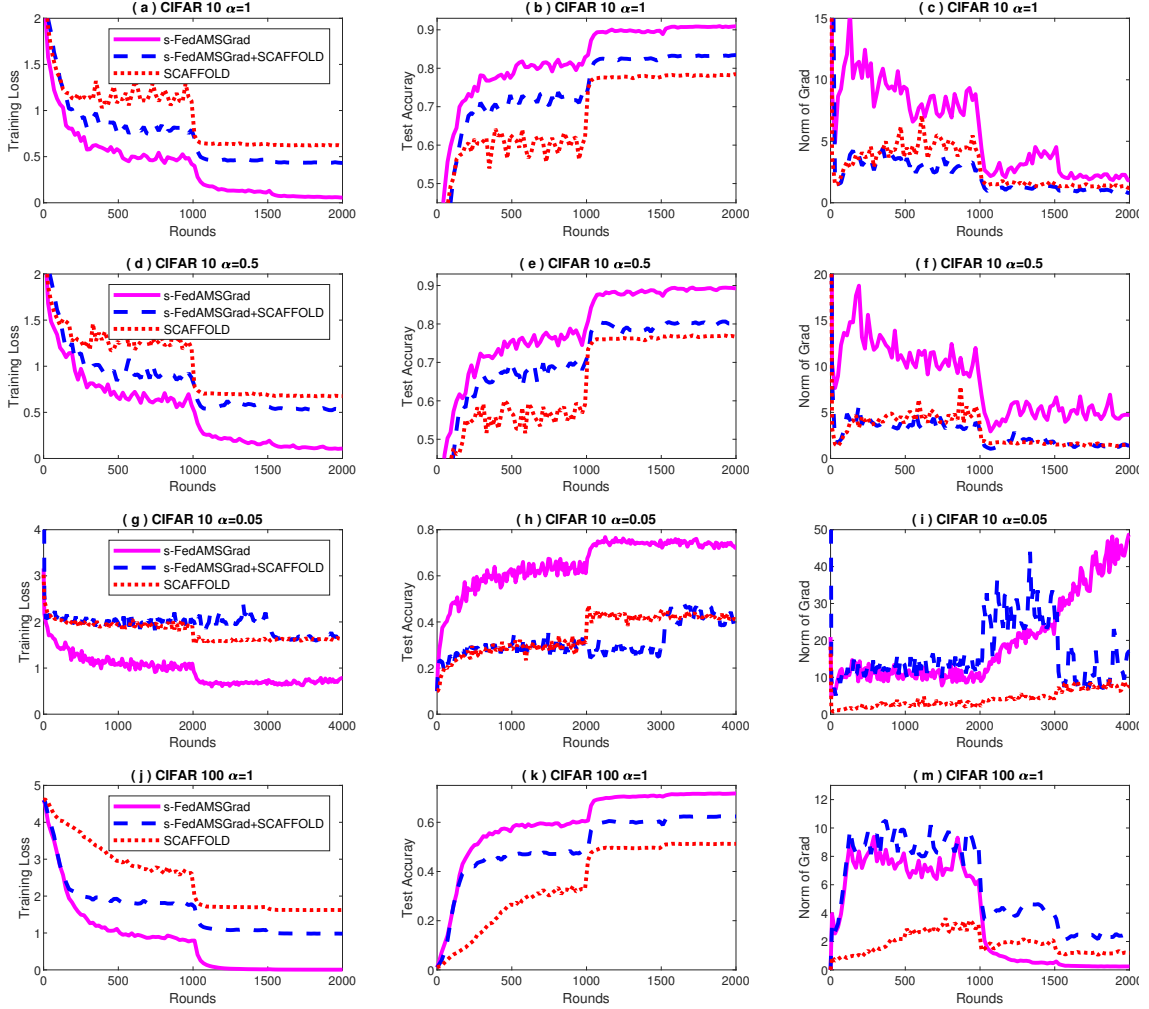 ( a ) CIFAR 10 α=1
2
1.5
1
0.5
0
Training Loss
s-FedAMSGrad
s-FedAMSGrad+SCAFFOLD
SCAFFOLD
0 500 1000 1500 2000
Rounds
( b ) CIFAR 10 α=1
0.9
0.8
0.7
0.6
0.5
Test Accuray
0 500 1000 1500 2000
Rounds
( c ) CIFAR 10 α=1
15
10
5
0
Norm of Grad
0 500 1000 1500 2000
Rounds
( d ) CIFAR 10 α=0.5
2
1.5
1
0.5
0
Training Loss
s-FedAMSGrad
s-FedAMSGrad+SCAFFOLD
SCAFFOLD
0 500 1000 1500 2000
Rounds
( e ) CIFAR 10 α=0.5
0.9
0.8
0.7
0.6
0.5
Test Accuray
0 500 1000 1500 2000
Rounds
( f ) CIFAR 10 α=0.5
20
15
10
5
0
Norm of Grad
0 500 1000 1500 2000
Rounds
( g ) CIFAR 10 α=0.05
4
3
2
1
0
Training Loss
s-FedAMSGrad
s-FedAMSGrad+SCAFFOLD
SCAFFOLD
0 1000 2000 3000 4000
Rounds
( h ) CIFAR 10 α=0.05
0.8
0.6
0.4
0.2
0
Test Accuray
0 1000 2000 3000 4000
Rounds
( i ) CIFAR 10 α=0.05
50
40
30
20
10
0
Norm of Grad
0 1000 2000 3000 4000
Rounds
( j ) CIFAR 100 α=1
5
4
3
2
1
0
Training Loss
s-FedAMSGrad
s-FedAMSGrad+SCAFFOLD
SCAFFOLD
0 500 1000 1500 2000
Rounds
( k ) CIFAR 100 α=1
0.6
0.4
0.2
0
Test Accuray
0 500 1000 1500 2000
Rounds
( m ) CIFAR 100 α=1
12
10
8
6
4
2
0
Norm of Grad
0 500 1000 1500 2000
Rounds